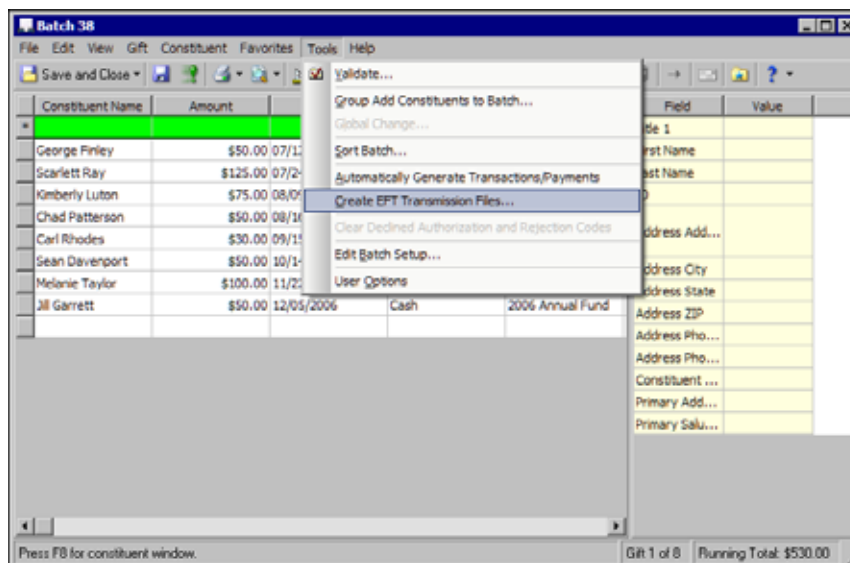 Batch 38
File Edit View Gift Constituent Favorites Tools Help
Save and Close
Validate...
Group Add Constituents to Batch...
Global Change...
Sort Batch...
Automatically Generate Transactions/Payments
Create EFT Transmission Files...
Clear Declined Authorization and Rejection Codes
Edit Batch Setup...
User Options
Constituent Name Amount
George Finley $50.00 07/1
Scarlett Ray $125.00 07/2
Kimberly Luton $75.00 08/0
Chad Patterson $50.00 08/1
Carl Rhodes $30.00 09/1
Sean Davenport $50.00 10/1
Melanie Taylor $100.00 11/2
Jill Garrett $50.00 12/05/2006 Cash 2006 Annual Fund
Field Value
tle 1
rst Name
ast Name
ddress Add...
ddress City
ddress State
Address ZIP
Address Pho...
Address Pho...
Constituent ...
Primary Add...
Primary Salu...
Press F8 for constituent window.
Gift 1 of 8 Running Total: $530.00